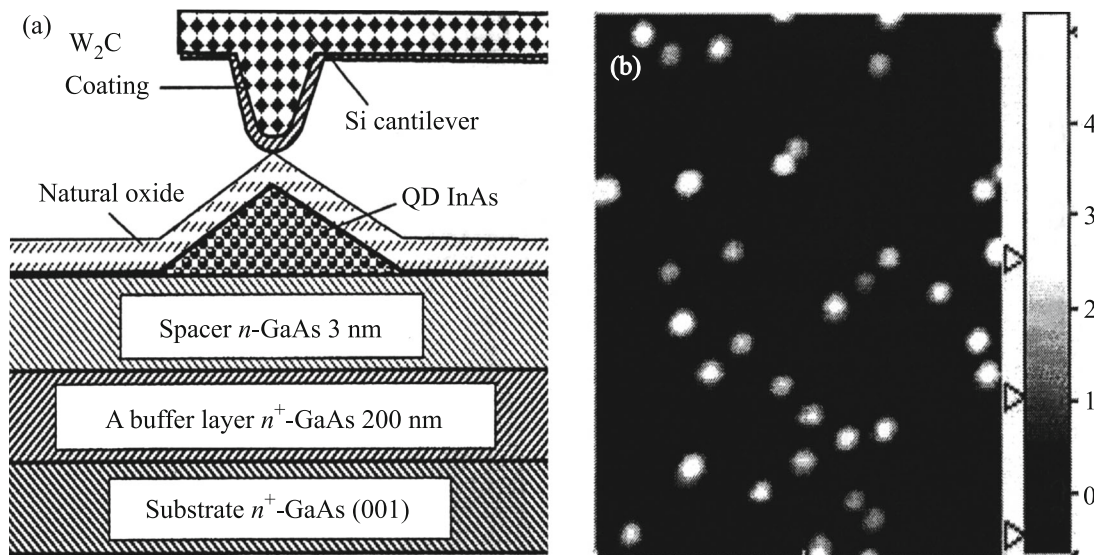 (a)
W₂C
Coating
Si cantilever
Natural oxide
QD InAs
Spacer n-GaAs 3 nm
A buffer layer n⁺-GaAs 200 nm
Substrate n⁺-GaAs (001)
(b)
4
3
2
1
0